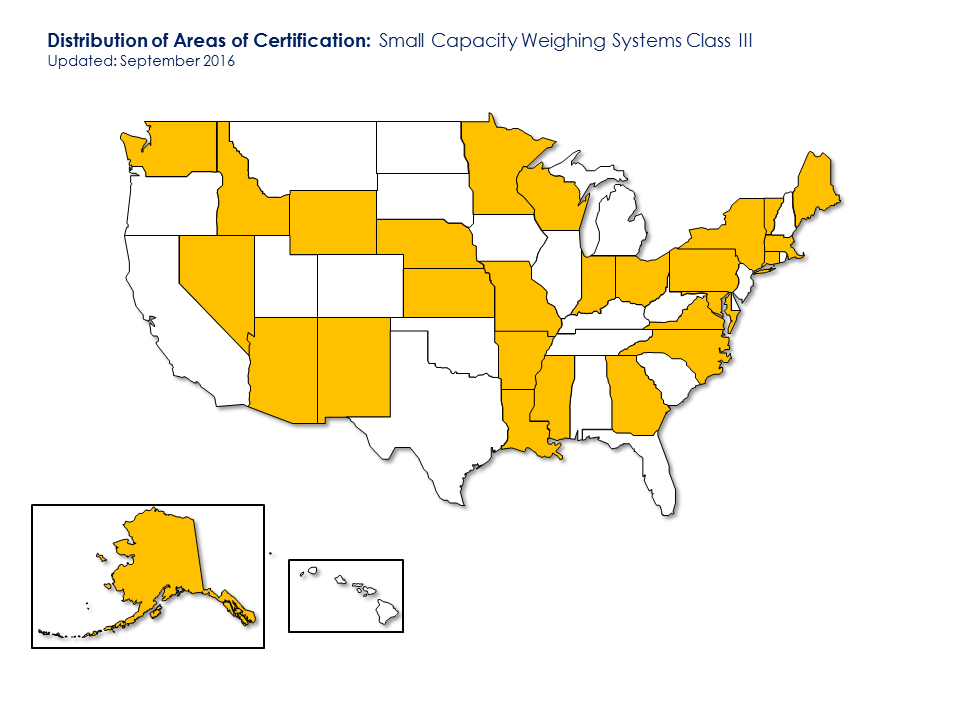 Distribution of Areas of Certification: Small Capacity Weighing Systems Class III
Updated: September 2016